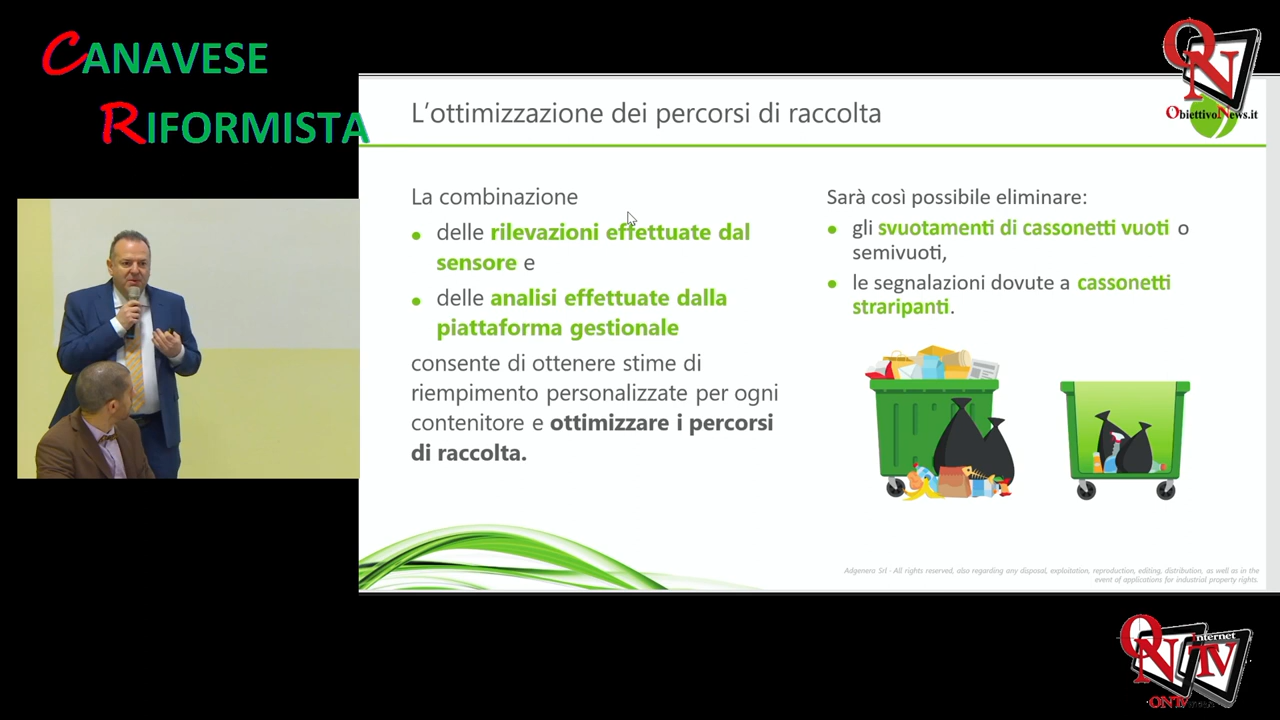 CANAVESE
RIFORMISTA
ON
ObiettivoNews.it
L'ottimizzazione dei percorsi di raccolta
La combinazione
• delle rilevazioni effettuate dal
sensore e
• delle analisi effettuate dalla
piattaforma gestionale
consente di ottenere stime di
riempimento personalizzate per ogni
contenitore e ottimizzare i percorsi
di raccolta.
Sarà così possibile eliminare:
• gli svuotamenti di cassonetti vuoti o
semivuoti,
• le segnalazioni dovute a cassonetti
straripanti.
Adgenera Srl - All rights reserved, also regarding any disposal, exploitation, reproduction, editing, distribution, as well as in the
event of applications for industrial property rights.
internet
ON TV